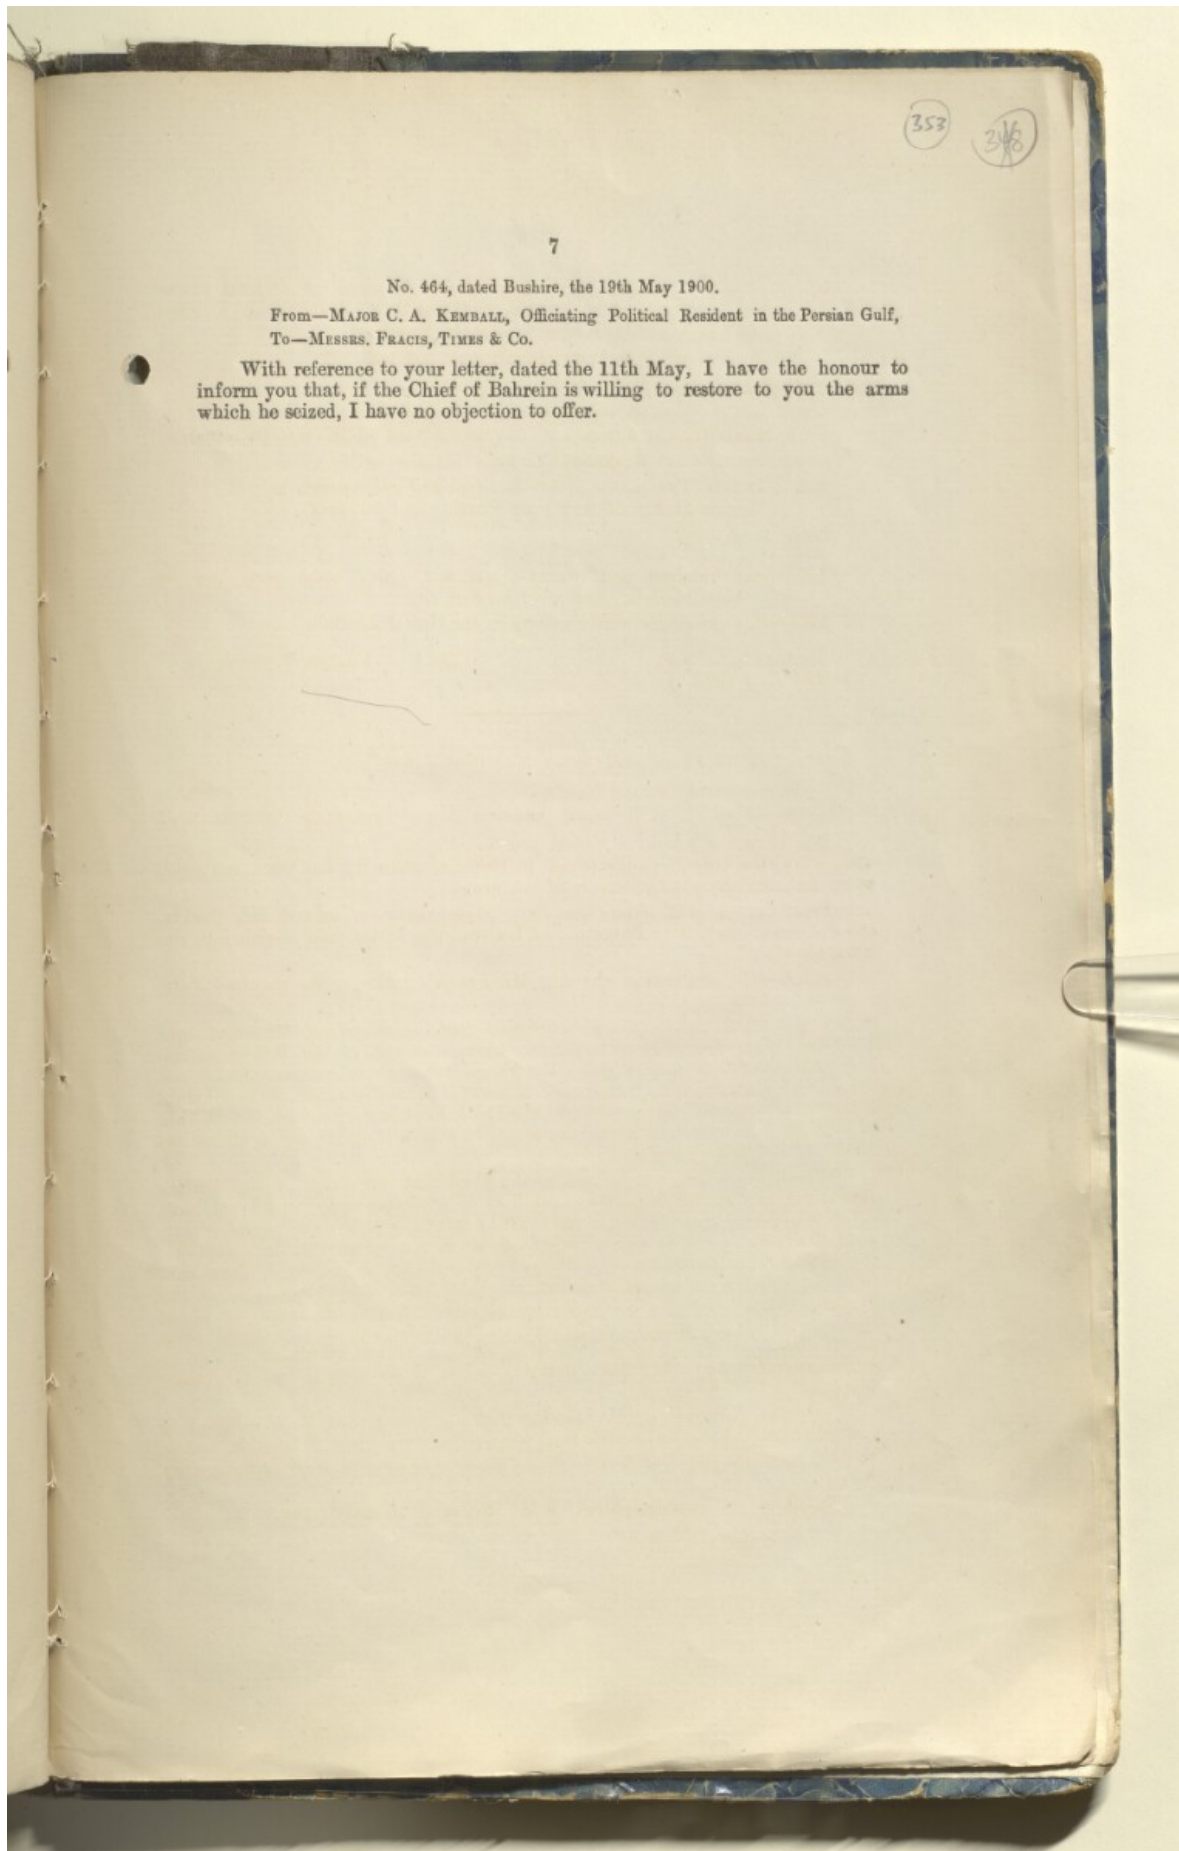 353
348
7
No. 464, dated Bushire, the 19th May 1900.
From—MAJOR C. A. KEMBALL, Officiating Political Resident in the Persian Gulf,
To—MESSRS. FRACIS, TIMES & Co.
With reference to your letter, dated the 11th May, I have the honour to
inform you that, if the Chief of Bahrein is willing to restore to you the arms
which he seized, I have no objection to offer.